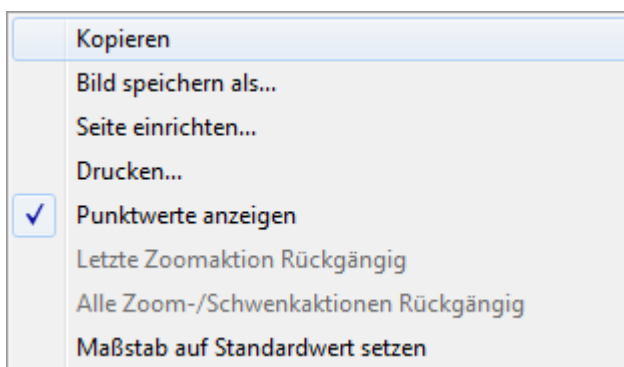 Kopieren
Bild speichern als...
Seite einrichten...
Drucken...
Punktwerte anzeigen
Letzte Zoomaktion Rückgängig
Alle Zoom-/Schwenkaktionen Rückgängig
Maßstab auf Standardwert setzen